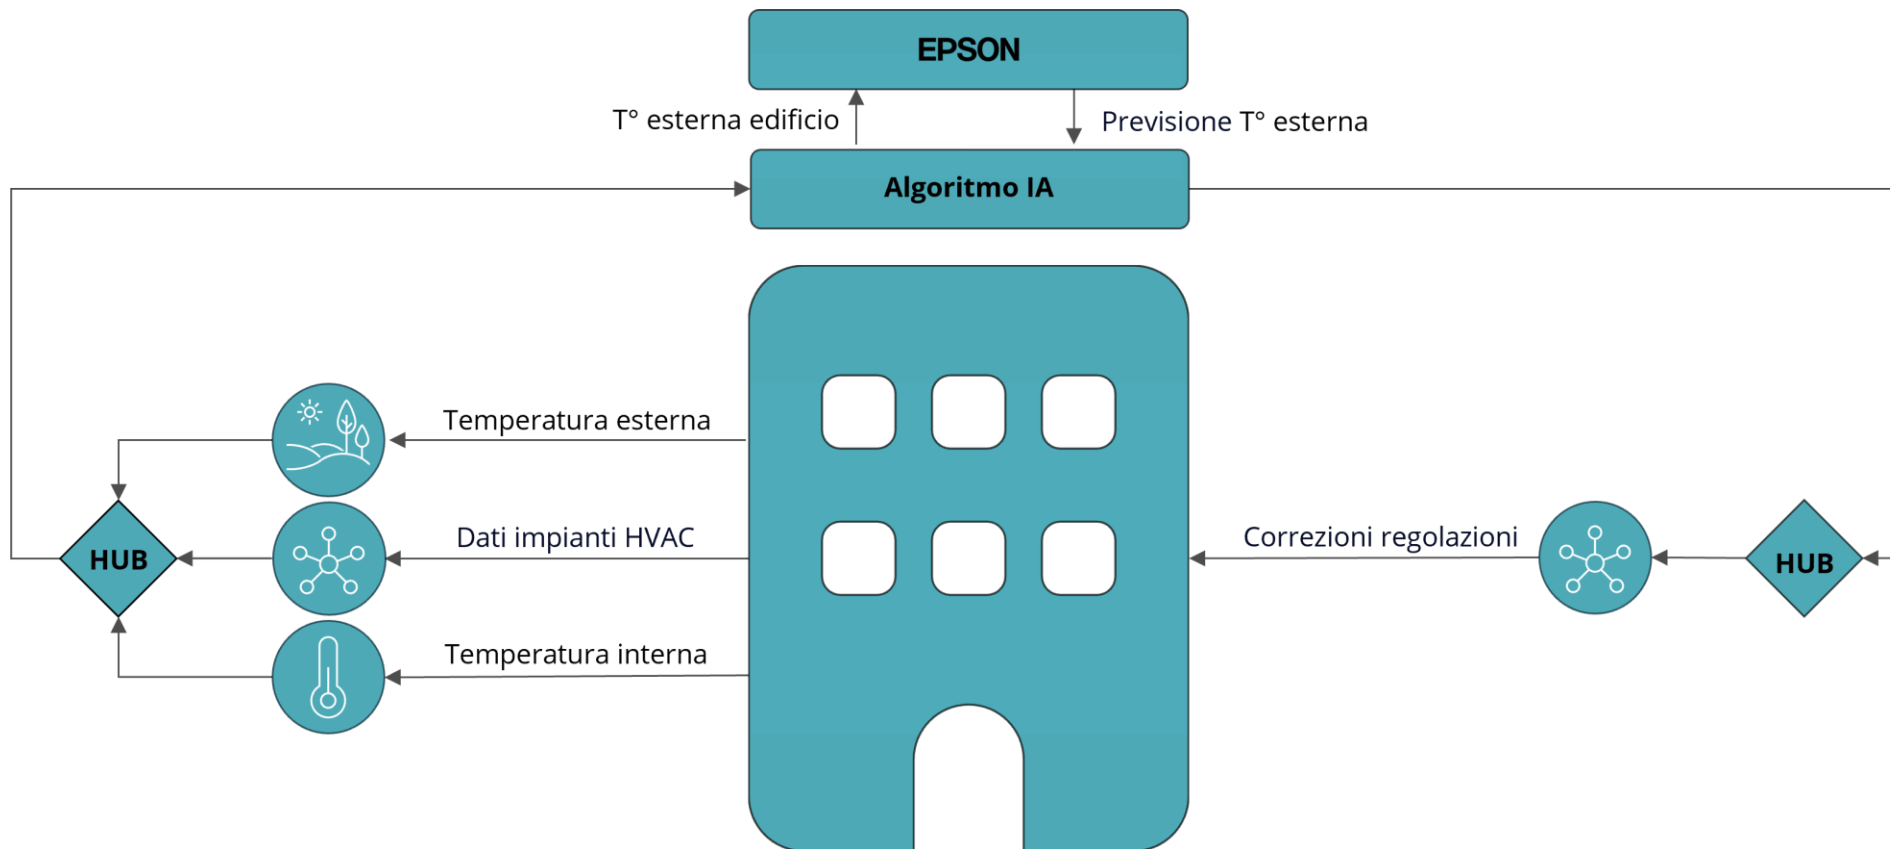 EPSON
T° esterna edificio
Previsione T° esterna
Algoritmo IA
Temperatura esterna
Dati impianti HVAC
Correzioni regolazioni
HUB
HUB
Temperatura interna